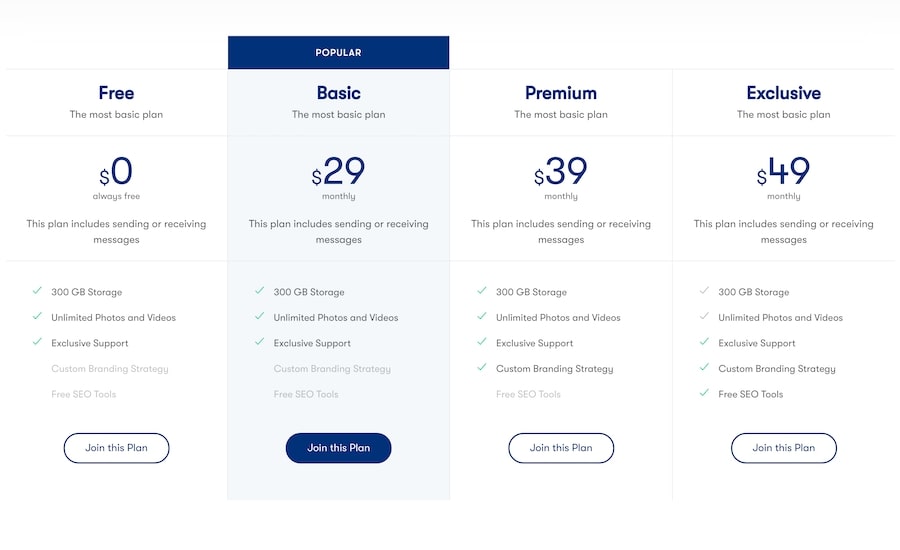 POPULAR
Free
The most basic plan
$0
always free
This plan includes sending or receiving
messages
300 GB Storage
Unlimited Photos and Videos
Exclusive Support
Custom Branding Strategy
Free SEO Tools
Join this Plan
Basic
The most basic plan
$29
monthly
This plan includes sending or receiving
messages
300 GB Storage
Unlimited Photos and Videos
Exclusive Support
Custom Branding Strategy
Free SEO Tools
Join this Plan
Premium
The most basic plan
$39
monthly
This plan includes sending or receiving
messages
300 GB Storage
Unlimited Photos and Videos
Exclusive Support
Custom Branding Strategy
Free SEO Tools
Join this Plan
Exclusive
The most basic plan
$49
monthly
This plan includes sending or receiving
messages
300 GB Storage
Unlimited Photos and Videos
Exclusive Support
Custom Branding Strategy
Free SEO Tools
Join this Plan